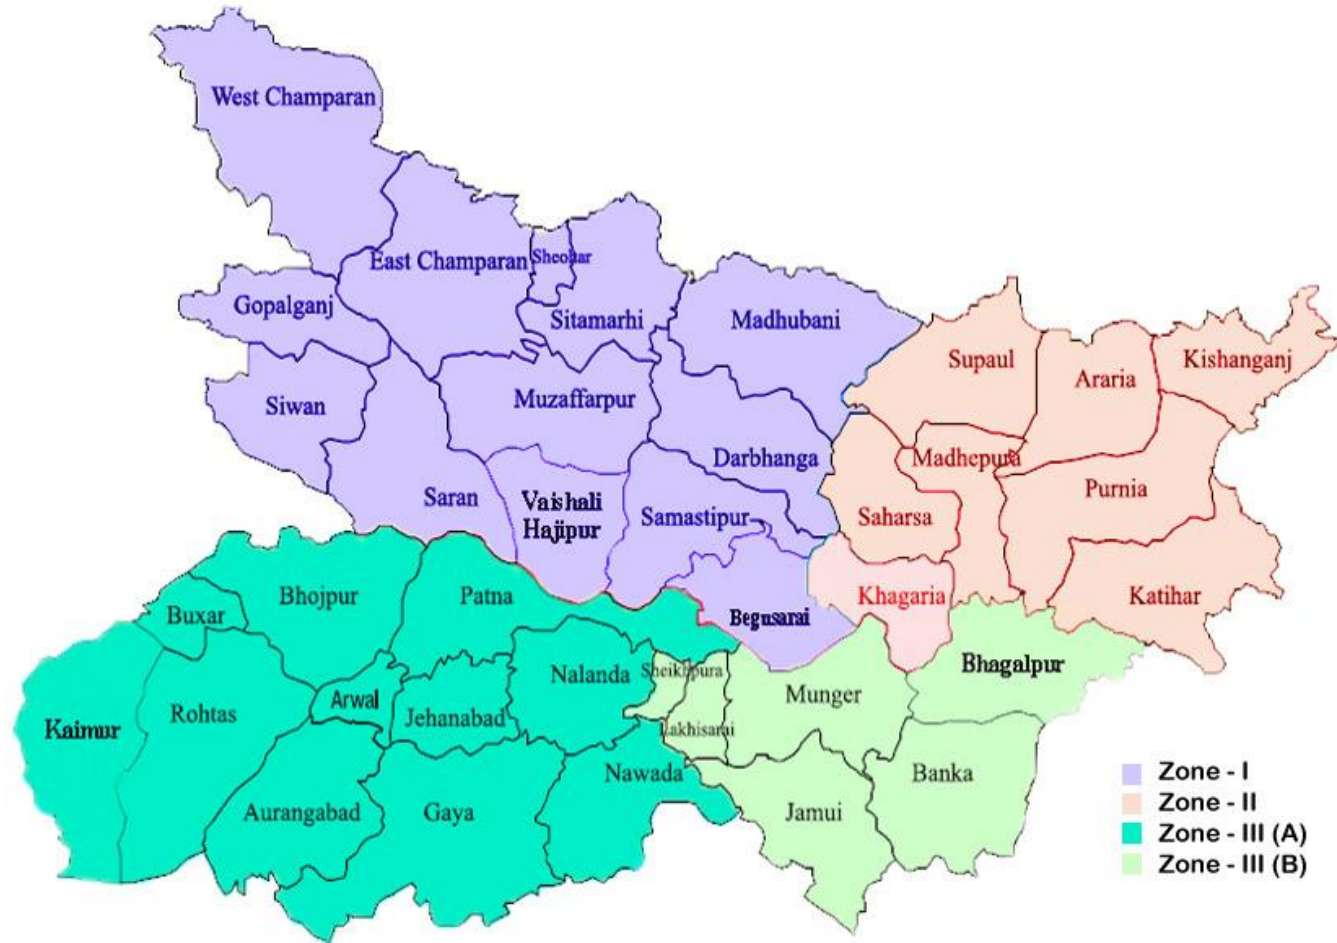 West Champaran
East Champaran
Sheohar
Gopalganj
Sitamarhi
Madhubani
Supaul
Araria
Kishanganj
Siwan
Muzaffarpur
Darbhanga
Madhepura
Purnia
Saran
Vaishali
Hajipur
Samastipur
Saharsa
Bhojpur
Patna
Khagaria
Katihar
Buxar
Begusarai
Nalanda
Sheikhpura
Bhagalpur
Kaimur
Rohtas
Arwal
Jehanabad
Munger
Lakhisarai
Nawada
Banka
Aurangabad
Gaya
Jamui
Zone - I
Zone - II
Zone - III (A)
Zone - III (B)